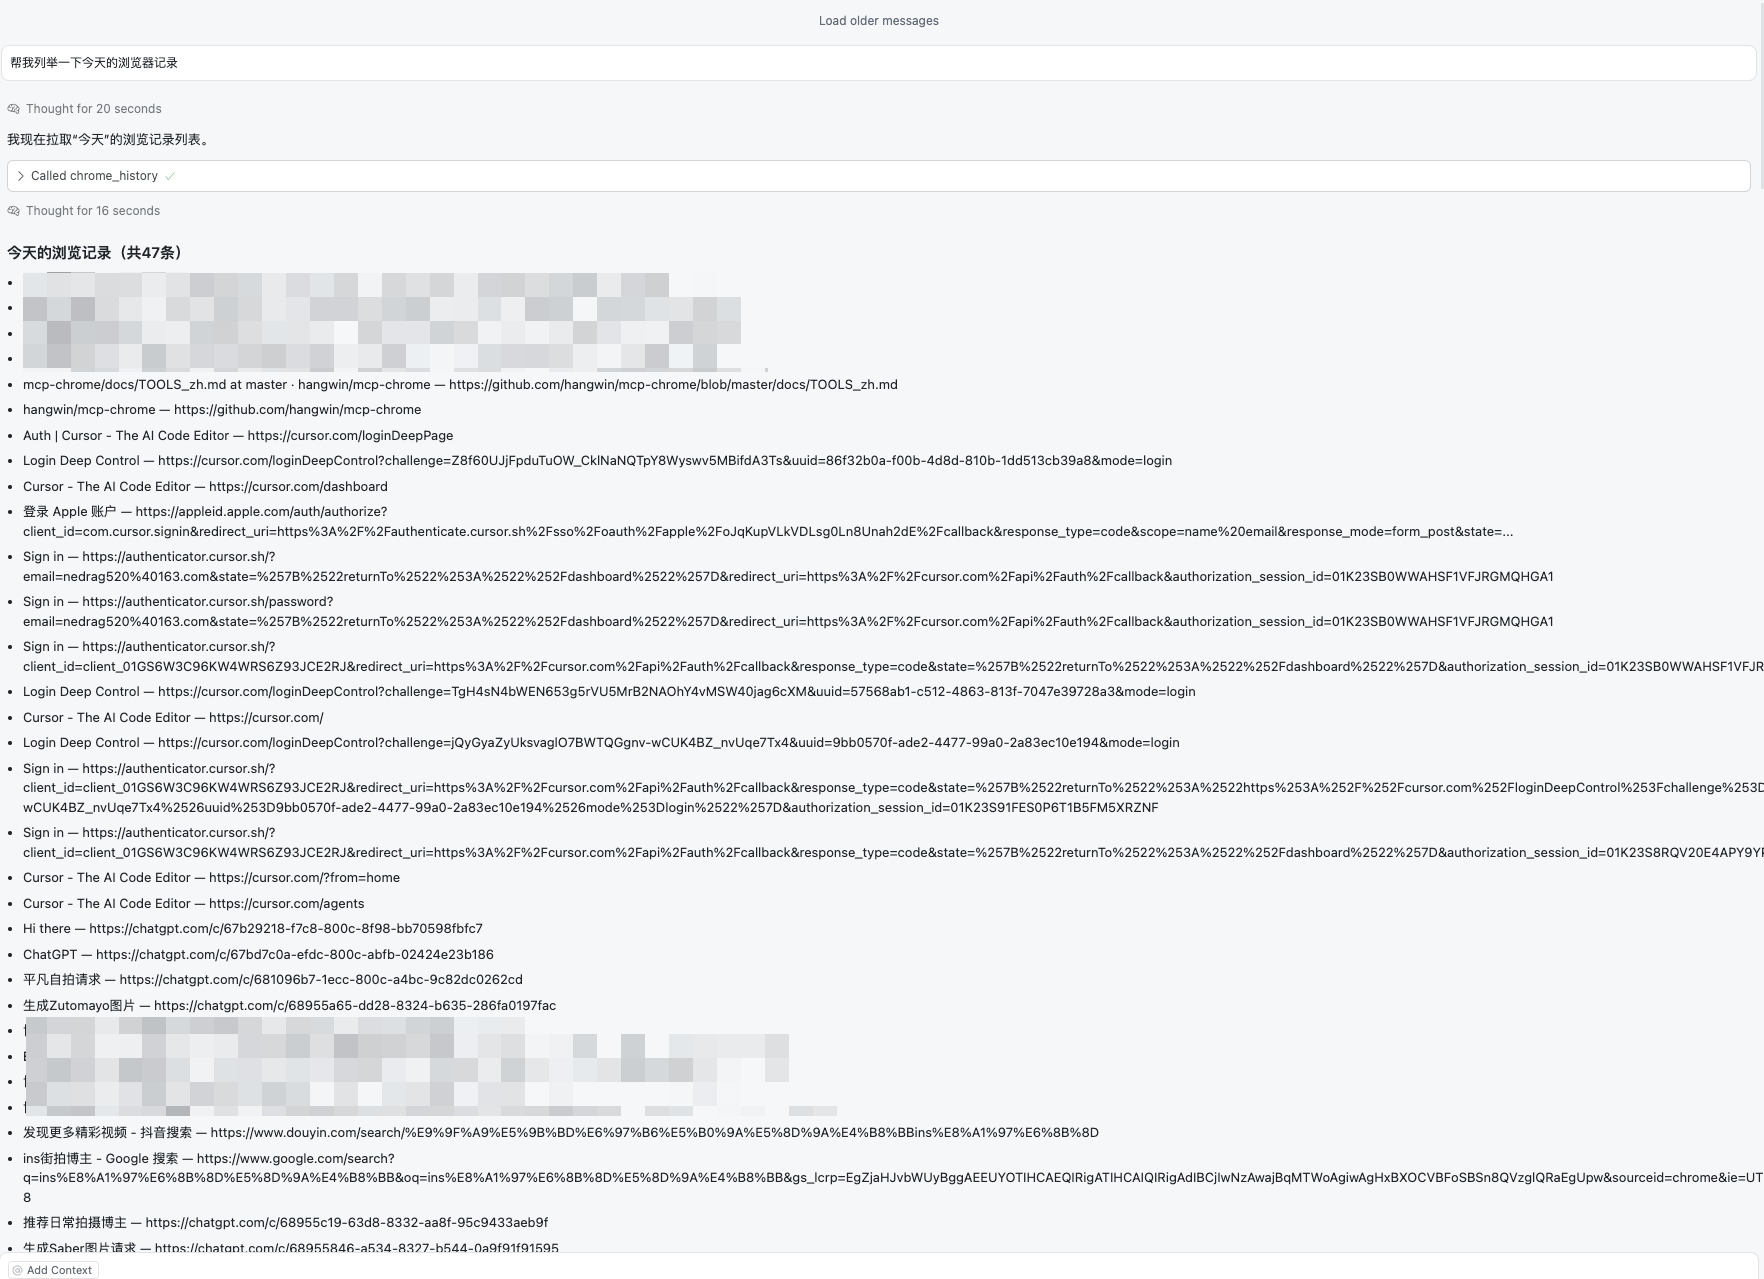 Load older messages
帮我列举一下今天的浏览器记录
Thought for 20 seconds
我现在拉取“今天”的浏览记录列表。
Called chrome_history
Thought for 16 seconds
今天的浏览记录（共47条）
mcp-chrome/docs/TOOLS_zh.md at master · hangwin/mcp-chrome — https://github.com/hangwin/mcp-chrome/blob/master/docs/TOOLS_zh.md
hangwin/mcp-chrome — https://github.com/hangwin/mcp-chrome
Auth | Cursor - The AI Code Editor — https://cursor.com/loginDeepPage
Login Deep Control — https://cursor.com/loginDeepControl?challenge=Z8f60UJjFpduTuOW_CklNaNQTpY8Wyswv5MBifdA3Ts&uuid=86f32b0a-f00b-4d8d-810b-1dd513cb39a8&mode=login
Cursor - The AI Code Editor — https://cursor.com/dashboard
登录 Apple 账户 — https://appleid.apple.com/auth/authorize?
client_id=com.cursor.signin&redirect_uri=https%3A%2F%2Fauthenticate.cursor.sh%2Fsso%2Foauth%2Fapple%2FoJqKupVLkVDLsg0Ln8Unah2dE%2Fcallback&response_type=code&scope=name%20email&response_mode=form_post&state=...
Sign in — https://authenticator.cursor.sh/?
email=nedrag520%40163.com&state=%257B%2522returnTo%2522%253A%2522%252Fdashboard%2522%257D&redirect_uri=https%3A%2F%2Fcursor.com%2Fapi%2Fauth%2Fcallback&authorization_session_id=01K23SB0WWAHSF1VFJRGMQHGA1
Sign in — https://authenticator.cursor.sh/password?
email=nedrag520%40163.com&state=%257B%2522returnTo%2522%253A%2522%252Fdashboard%2522%257D&redirect_uri=https%3A%2F%2Fcursor.com%2Fapi%2Fauth%2Fcallback&authorization_session_id=01K23SB0WWAHSF1VFJRGMQHGA1
Sign in — https://authenticator.cursor.sh/?
client_id=client_01GS6W3C96KW4WRS6Z93JCE2RJ&redirect_uri=https%3A%2F%2Fcursor.com%2Fapi%2Fauth%2Fcallback&response_type=code&state=%257B%2522returnTo%2522%253A%2522%252Fdashboard%2522%257D&authorization_session_id=01K23SB0WWAHSF1VFJR
Login Deep Control — https://cursor.com/loginDeepControl?challenge=TgH4sN4bWEN653g5rVU5MrB2NAOhY4vMSW40jag6cXM&uuid=57568ab1-c512-4863-813f-7047e39728a3&mode=login
Cursor - The AI Code Editor — https://cursor.com/
Login Deep Control — https://cursor.com/loginDeepControl?challenge=jQyGyaZyUksvaglO7BWTQGgnv-wCUK4BZ_nvUqe7Tx4&uuid=9bb0570f-ade2-4477-99a0-2a83ec10e194&mode=login
Sign in — https://authenticator.cursor.sh/?
client_id=client_01GS6W3C96KW4WRS6Z93JCE2RJ&redirect_uri=https%3A%2F%2Fcursor.com%2Fapi%2Fauth%2Fcallback&response_type=code&state=%257B%2522returnTo%2522%253A%2522https%253A%252F%252Fcursor.com%252FloginDeepControl%253Fchallenge%253D
wCUK4BZ_nvUqe7Tx4%2526uuid%253D9bb0570f-ade2-4477-99a0-2a83ec10e194%2526mode%253Dlogin%2522%257D&authorization_session_id=01K23S91FES0P6T1B5FM5XRZNF
Sign in — https://authenticator.cursor.sh/?
client_id=client_01GS6W3C96KW4WRS6Z93JCE2RJ&redirect_uri=https%3A%2F%2Fcursor.com%2Fapi%2Fauth%2Fcallback&response_type=code&state=%257B%2522returnTo%2522%253A%2522%252Fdashboard%2522%257D&authorization_session_id=01K23S8RQV20E4APY9Y
Cursor - The AI Code Editor — https://cursor.com/?from=home
Cursor - The AI Code Editor — https://cursor.com/agents
Hi there — https://chatgpt.com/c/67b29218-f7c8-800c-8f98-bb70598fbfc7
ChatGPT — https://chatgpt.com/c/67bd7c0a-efdc-800c-abfb-02424e23b186
平凡自拍请求 — https://chatgpt.com/c/681096b7-1ecc-800c-a4bc-9c82dc0262cd
生成Zutomayo图片 — https://chatgpt.com/c/68955a65-dd28-8324-b635-286fa0197fac
发现更多精彩视频 - 抖音搜索 — https://www.douyin.com/search/%E9%9F%A9%E5%9B%BD%E6%97%B6%E5%B0%9A%E5%8D%9A%E4%B8%BBins%E8%A1%97%E6%8B%8D
ins街拍博主 - Google 搜索 — https://www.google.com/search?
q=ins%E8%A1%97%E6%8B%8D%E5%8D%9A%E4%B8%BB&oq=ins%E8%A1%97%E6%8B%8D%E5%8D%9A%E4%B8%BB&gs_lcrp=EgZjaHJvbWUyBggAEEUYOTIHCAEQIRigATIHCAIQIRigAdIBCjIwNzAwajBqMTWoAgiwAgHxBXOCVBFoSBSn8QVzglQRaEgUpw&sourceid=chrome&ie=UT
8
推荐日常拍摄博主 — https://chatgpt.com/c/68955c19-63d8-8332-aa8f-95c9433aeb9f
生成Saber图片请求 — https://chatgpt.com/c/68955846-a534-8327-b544-0a9f91f91595
Add Context